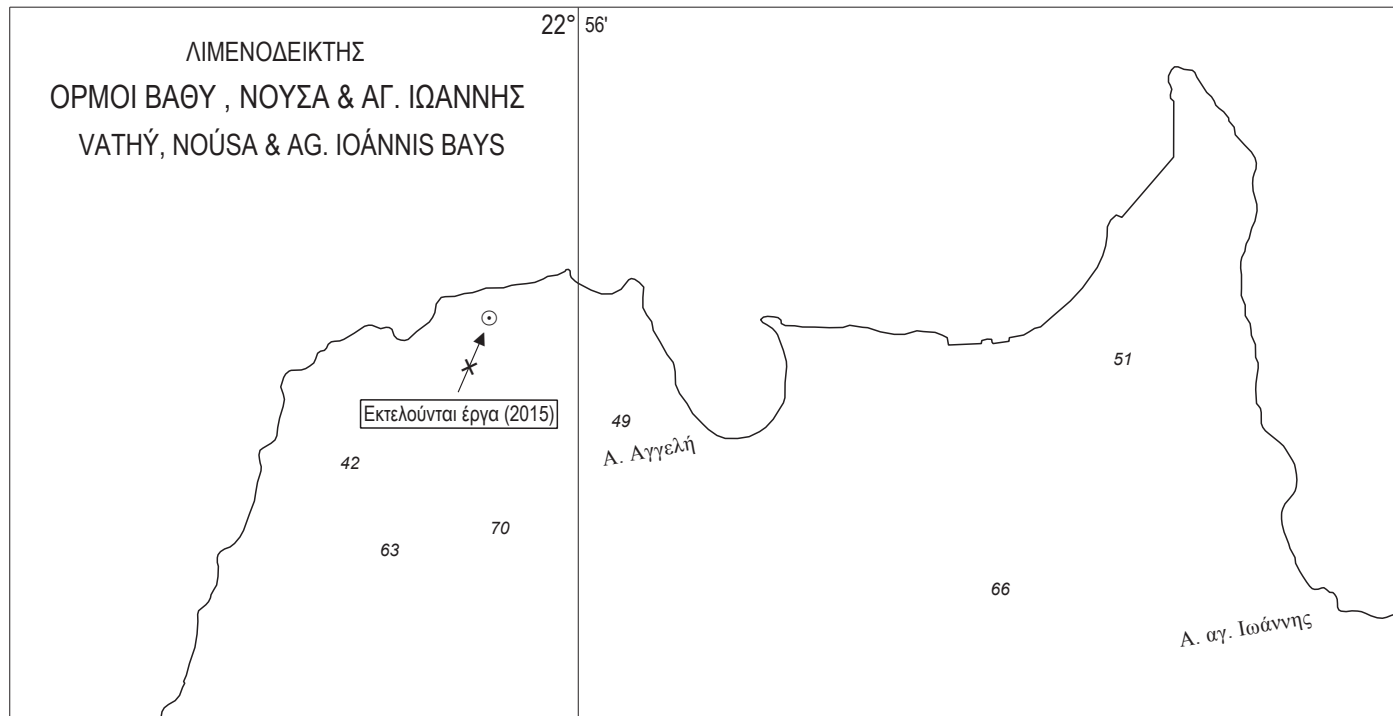 22° 56'
ΛΙΜΕΝΟΔΕΙΚΤΗΣ
ΟΡΜΟΙ ΒΑΘΥ , ΝΟΥΣΑ & ΑΓ. ΙΩΑΝΝΗΣ
VATHÝ, NOÚSA & AG. IOÁNNIS BAYS
51
Εκτελούνται έργα (2015)
49
Α. Αγγελή
42
70
63
66
Α. αγ. Ιωάννης